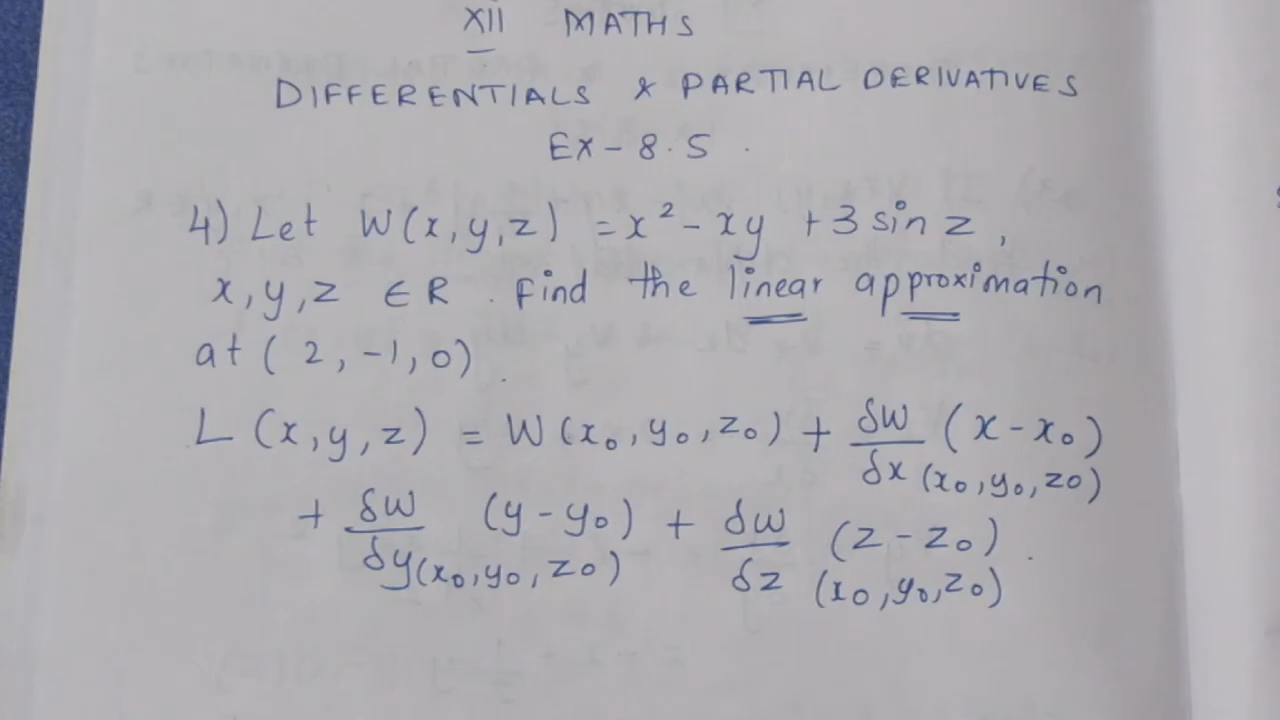 XII MATHS
DIFFERENTIALS & PARTIAL DERIVATIVES
EX - 8.5
4) Let W(x,y,z) = x² - xy + 3 sin z,
x,y,z ∈ R. Find the linear approximation
at (2,-1,0).
L(x,y,z) = W(x₀,y₀,z₀) + δW/δx (x₀,y₀,z₀) (x-x₀)
+ δw/δy (x₀,y₀,z₀) (y-y₀) + δw/δz (x₀,y₀,z₀) (z-z₀).